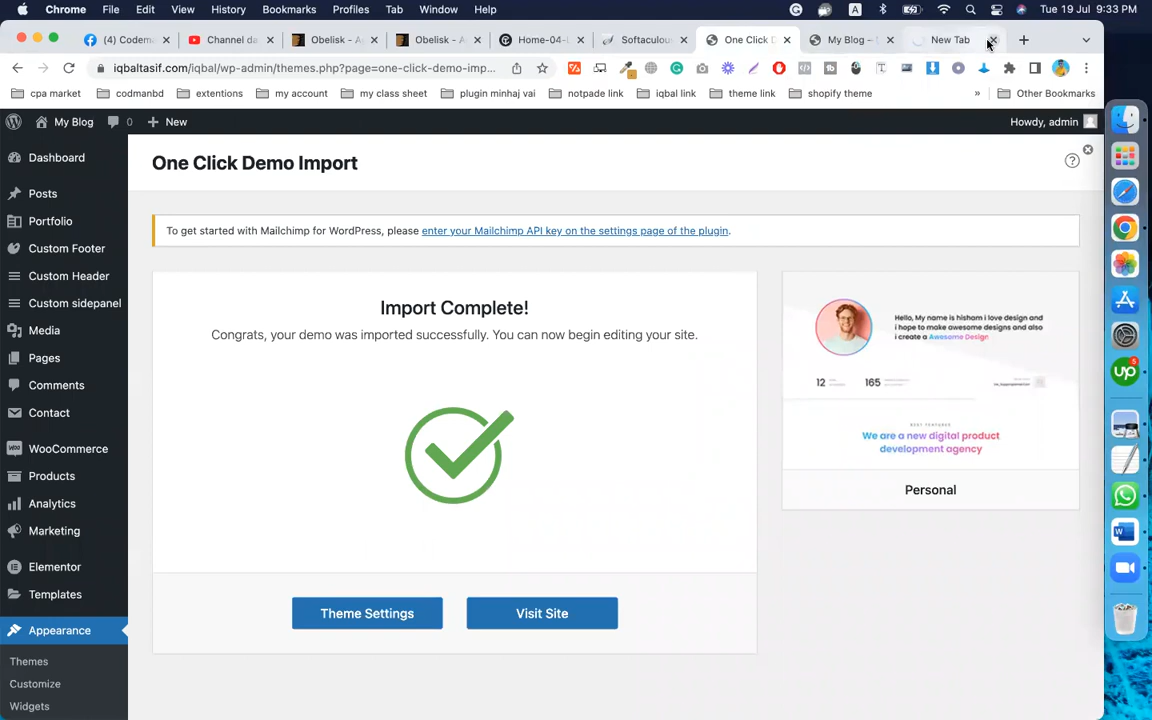 Chrome File Edit View History Bookmarks Profiles Tab Window Help A Tue 19 Jul 9:33 PM
(4) Codema
Channel da
Obelisk - A
Obelisk - A
Home-04-
Softaculous
One Click D
My Blog –
New Tab
iqbaltasif.com/iqbal/wp-admin/themes.php?page=one-click-demo-imp...
cpa market codmanbd extentions my account my class sheet plugin minhaj vai notpade link iqbal link theme link shopify theme » Other Bookmarks
My Blog 0 New Howdy, admin
Dashboard
Posts
Portfolio
Custom Footer
Custom Header
Custom sidepanel
Media
Pages
Comments
Contact
WooCommerce
Products
Analytics
Marketing
Elementor
Templates
Appearance
Themes
Customize
Widgets
One Click Demo Import
To get started with Mailchimp for WordPress, please enter your Mailchimp API key on the settings page of the plugin.
Import Complete!
Congrats, your demo was imported successfully. You can now begin editing your site.
Theme Settings
Visit Site
Hello, My name is hisham i love design and
i hope to make awesome designs and also
i create a Awesome Design
12 165
BEST FEATURES
We are a new digital product
development agency
Personal
up
5
W